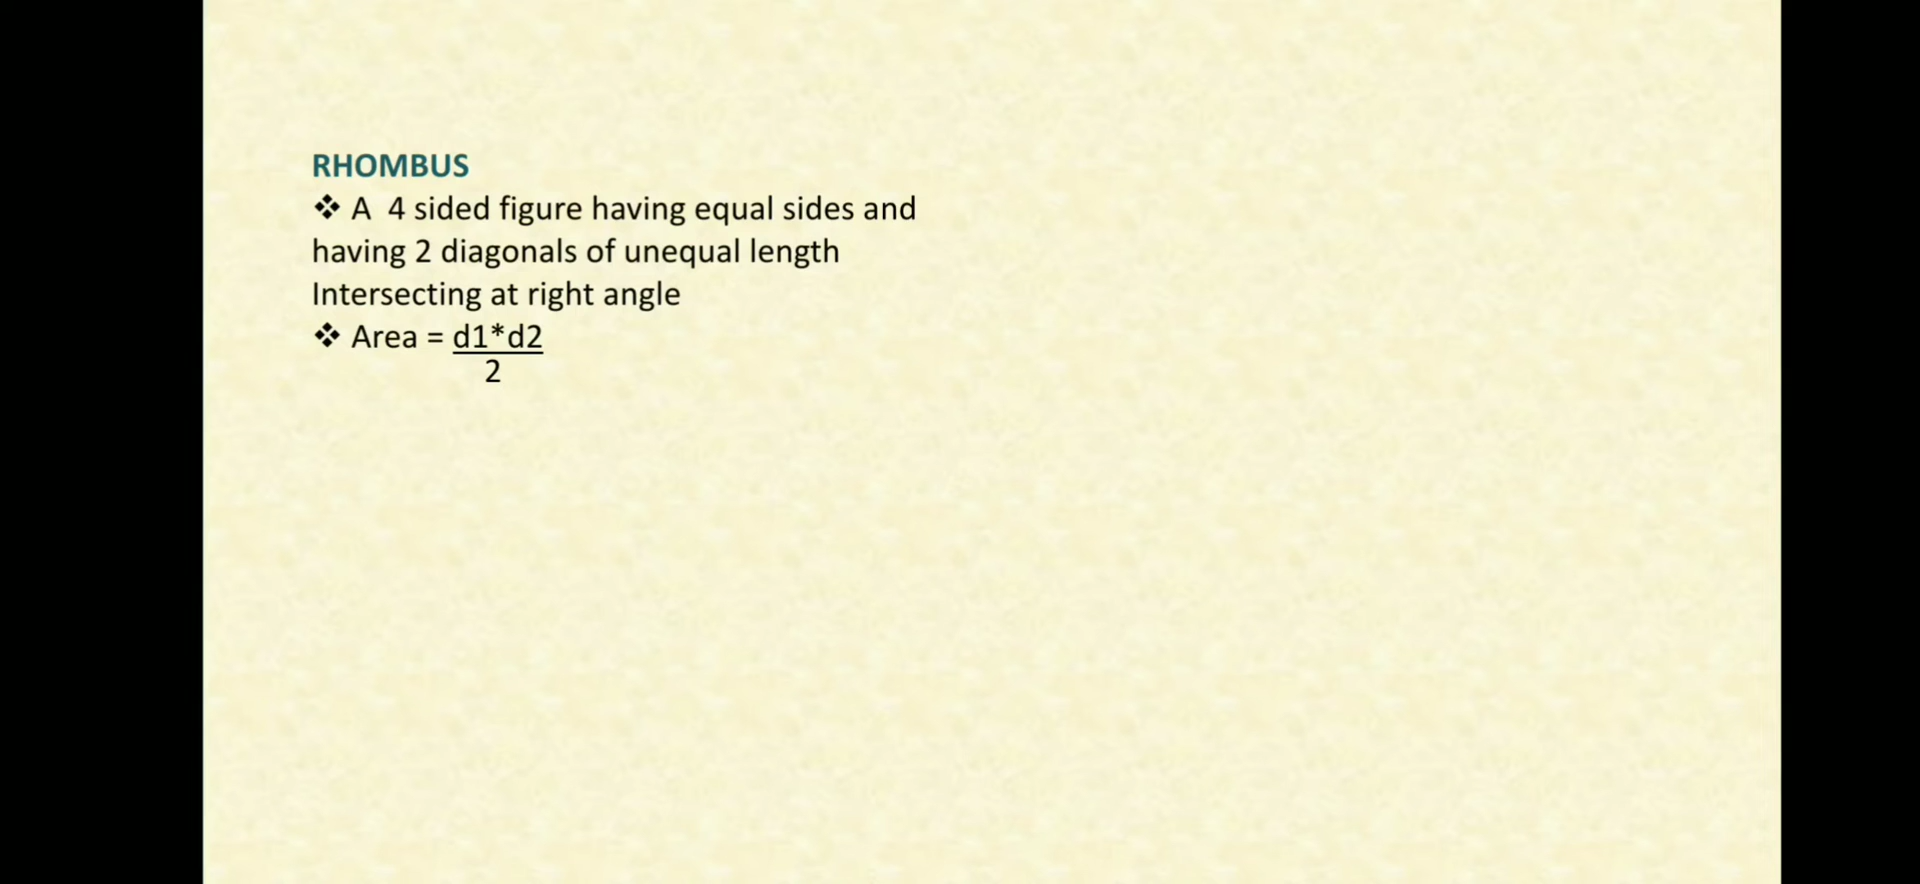 RHOMBUS
❖ A 4 sided figure having equal sides and
having 2 diagonals of unequal length
Intersecting at right angle
❖ Area = d1*d2
2